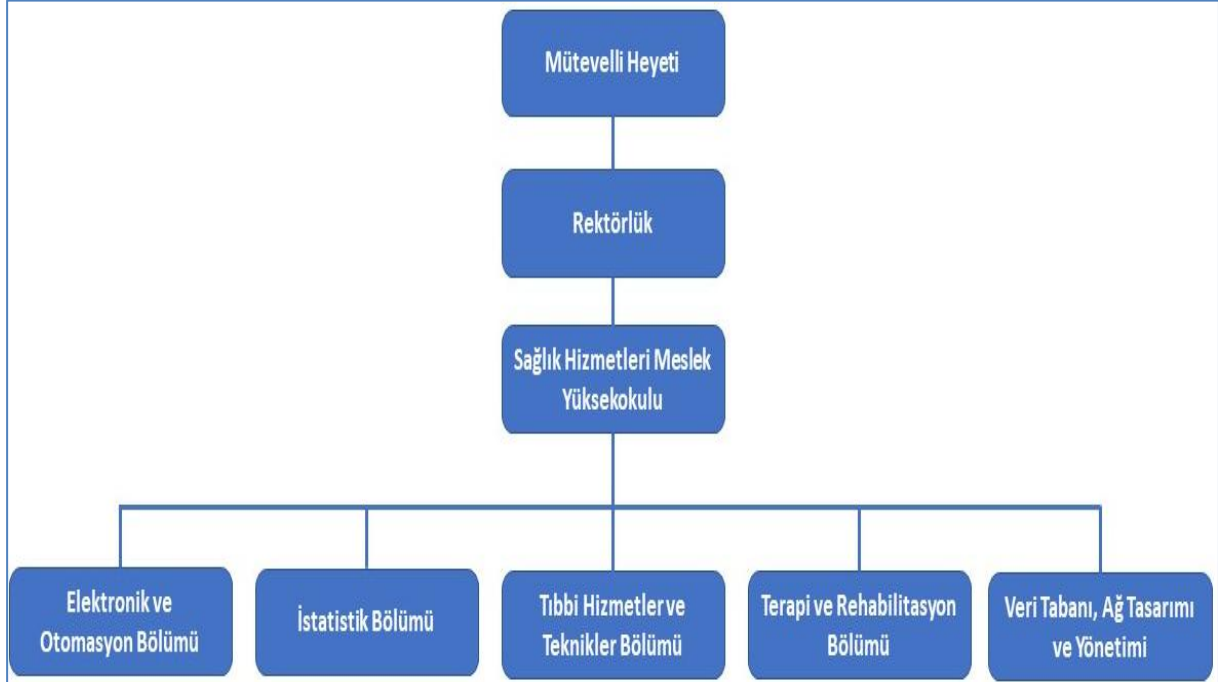 Mütevelli Heyeti
Rektörlük
Sağlık Hizmetleri Meslek
Yüksekokulu
Elektronik ve
Otomasyon Bölümü
İstatistik Bölümü
Tıbbi Hizmetler ve
Teknikler Bölümü
Terapi ve Rehabilitasyon
Bölümü
Veri Tabanı, Ağ Tasarımı
ve Yönetimi